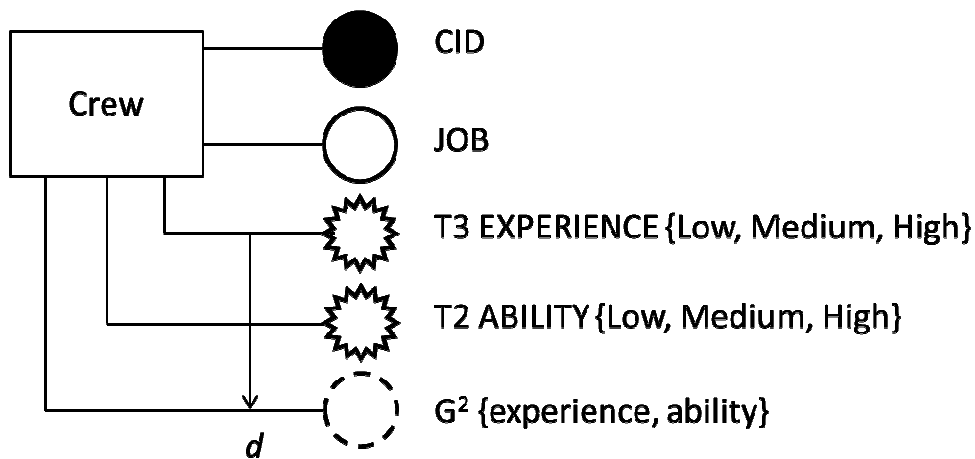 CID
Crew
JOB
T3 EXPERIENCE {Low, Medium, High}
T2 ABILITY {Low, Medium, High}
G² {experience, ability}
d